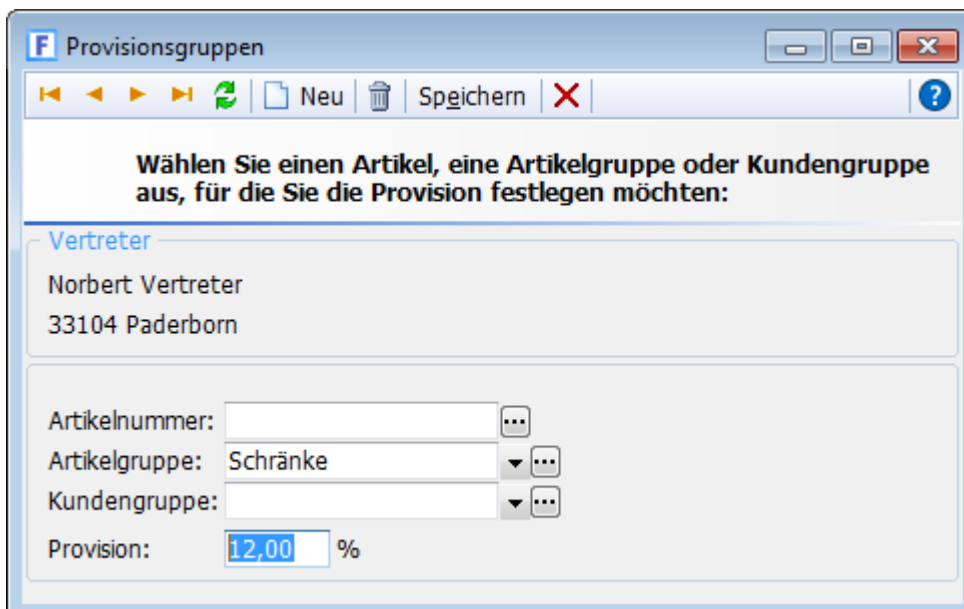 F Provisionsgruppen
Neu Speichern ?
Wählen Sie einen Artikel, eine Artikelgruppe oder Kundengruppe
aus, für die Sie die Provision festlegen möchten:
Vertreter
Norbert Vertreter
33104 Paderborn
Artikelnummer:
Artikelgruppe: Schränke
Kundengruppe:
Provision: 12,00 %